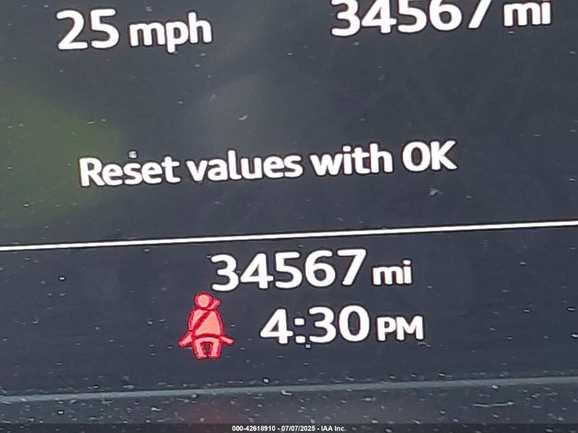 25 mph 34567 mi
Reset values with OK
34567 mi
4:30 PM
000-42618910 - 07/07/2025 - IAA Inc.